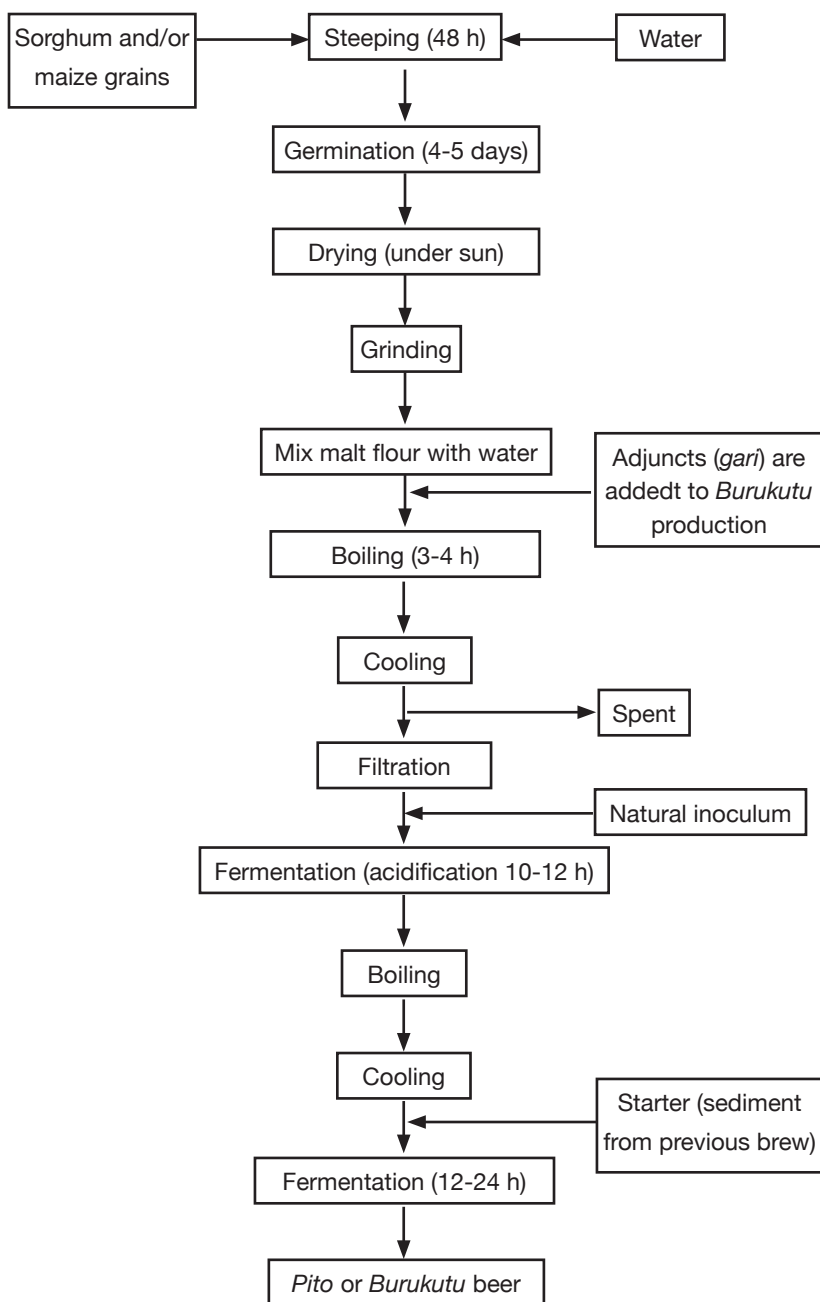 Sorghum and/or
maize grains
Steeping (48 h)
Water
Germination (4-5 days)
Drying (under sun)
Grinding
Mix malt flour with water
Adjuncts (gari) are
addedt to Burukutu
production
Boiling (3-4 h)
Cooling
Spent
Filtration
Natural inoculum
Fermentation (acidification 10-12 h)
Boiling
Cooling
Starter (sediment
from previous brew)
Fermentation (12-24 h)
Pito or Burukutu beer